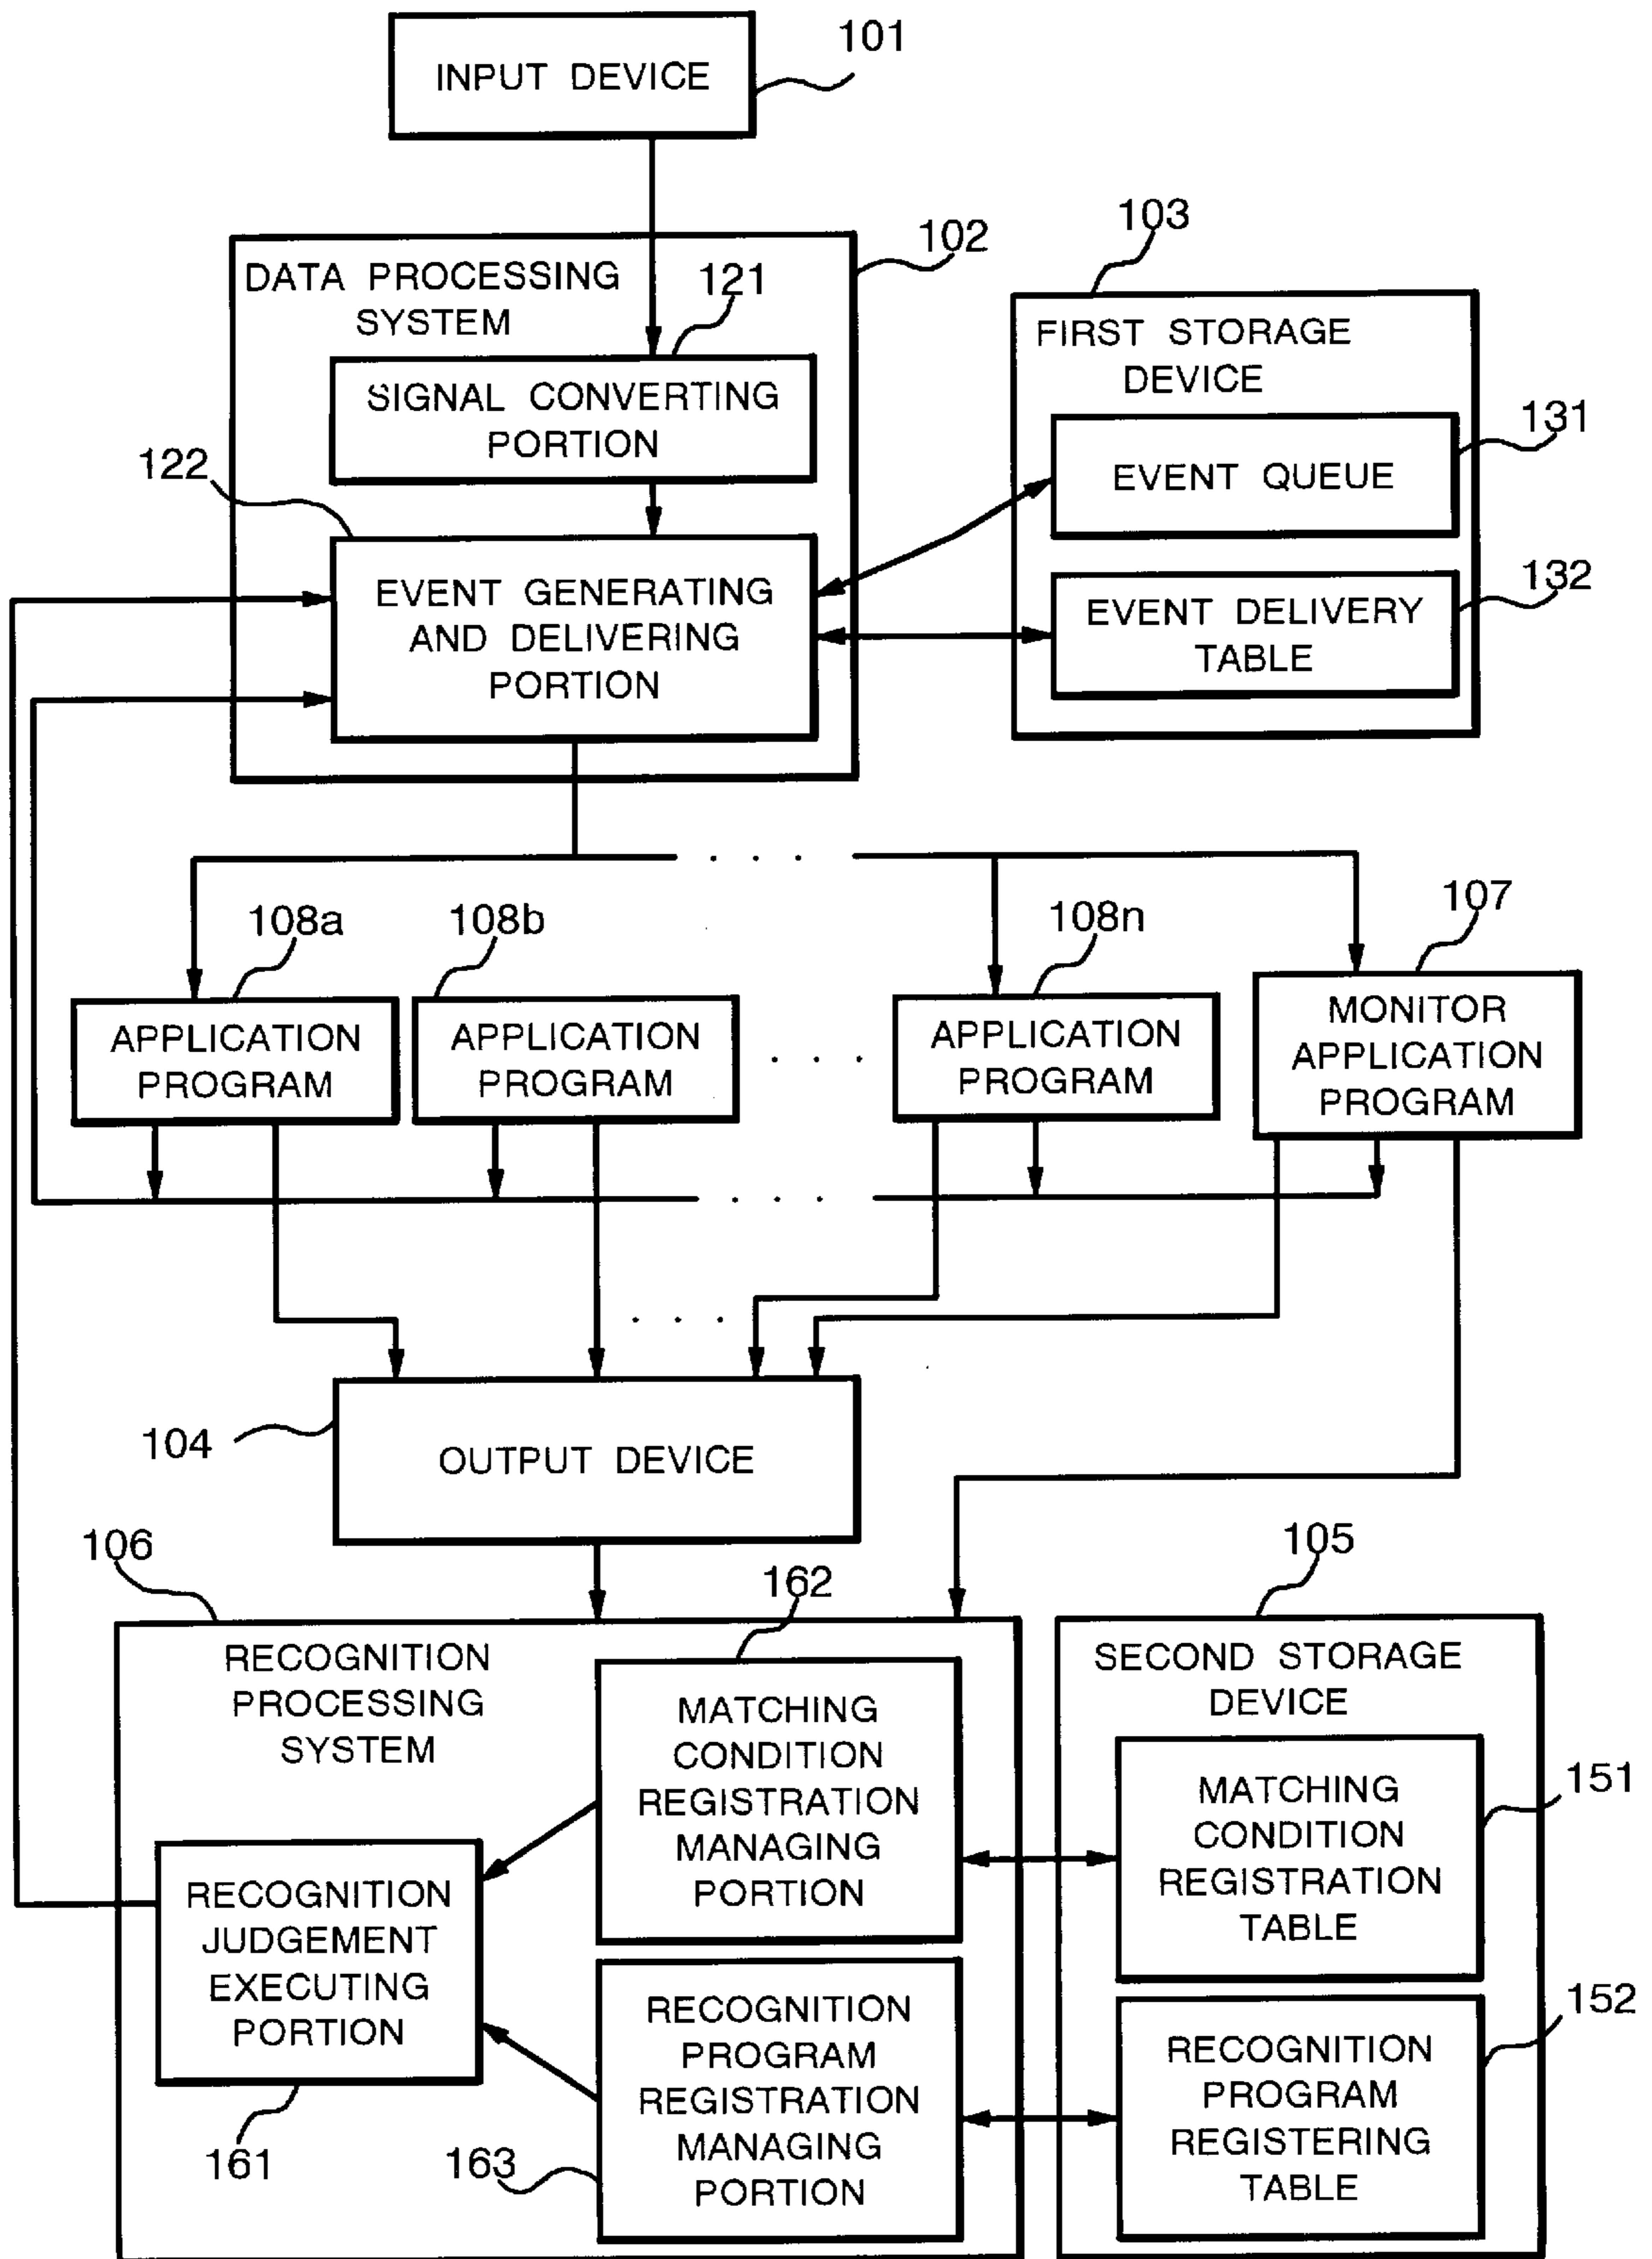 INPUT DEVICE
101
DATA PROCESSING
SYSTEM
102
121
SIGNAL CONVERTING
PORTION
122
EVENT GENERATING
AND DELIVERING
PORTION
103
FIRST STORAGE
DEVICE
131
EVENT QUEUE
132
EVENT DELIVERY
TABLE
. . .
108a
APPLICATION
PROGRAM
108b
APPLICATION
PROGRAM
. . .
108n
APPLICATION
PROGRAM
107
MONITOR
APPLICATION
PROGRAM
. . .
. . .
104
OUTPUT DEVICE
106
RECOGNITION
PROCESSING
SYSTEM
162
MATCHING
CONDITION
REGISTRATION
MANAGING
PORTION
RECOGNITION
JUDGEMENT
EXECUTING
PORTION
161
163
RECOGNITION
PROGRAM
REGISTRATION
MANAGING
PORTION
105
SECOND STORAGE
DEVICE
151
MATCHING
CONDITION
REGISTRATION
TABLE
152
RECOGNITION
PROGRAM
REGISTERING
TABLE